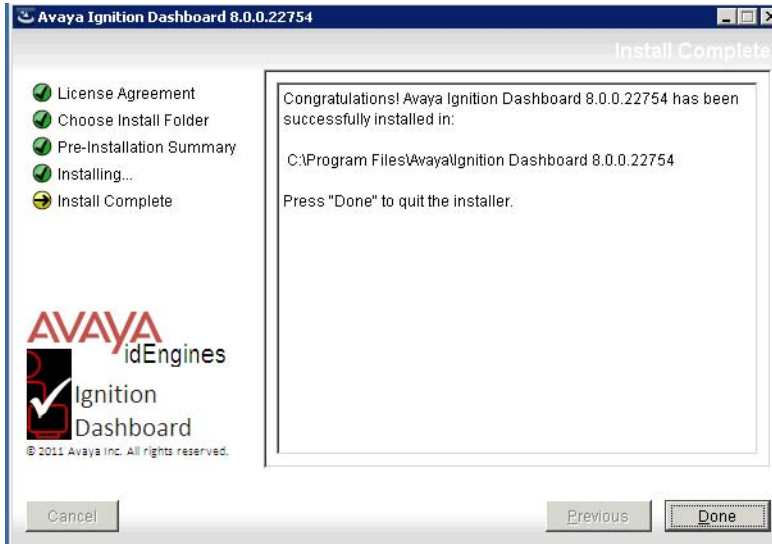 Avaya Ignition Dashboard 8.0.0.22754
Install Complete
License Agreement
Choose Install Folder
Pre-Installation Summary
Installing...
Install Complete
Congratulations! Avaya Ignition Dashboard 8.0.0.22754 has been
successfully installed in:
C:\Program Files\Avaya\Ignition Dashboard 8.0.0.22754
Press "Done" to quit the installer.
AVAYA
idEngines
Ignition
Dashboard
© 2011 Avaya Inc. All rights reserved.
Cancel
Previous
Done